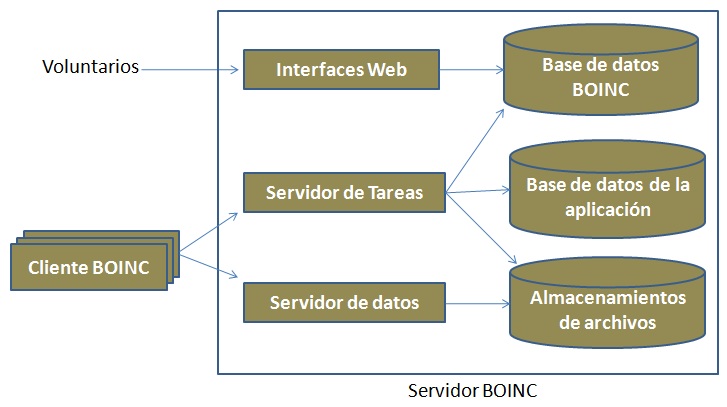 Voluntarios
Interfaces Web
Base de datos
BOINC
Servidor de Tareas
Base de datos de la
aplicación
Cliente BOINC
Servidor de datos
Almacenamientos
de archivos
Servidor BOINC